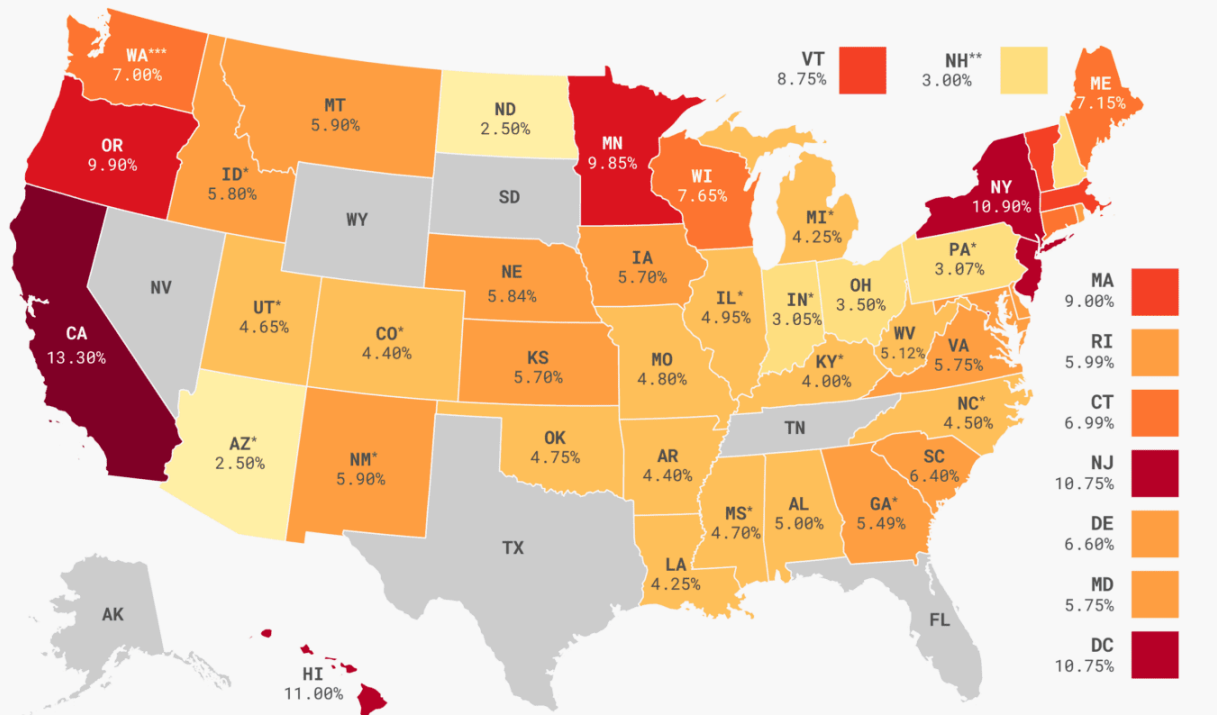 WA***
7.00%
MT
5.90%
ND
2.50%
MN
9.85%
VT
8.75%
NH**
3.00%
ME
7.15%
OR
9.90%
ID*
5.80%
WY
SD
WI
7.65%
MI*
4.25%
NY
10.90%
PA*
3.07%
CA
13.30%
NV
UT*
4.65%
CO*
4.40%
NE
5.84%
IA
5.70%
IL*
4.95%
IN*
3.05%
OH
3.50%
WV
5.12%
VA
5.75%
KS
5.70%
MO
4.80%
KY*
4.00%
AZ*
2.50%
NM*
5.90%
OK
4.75%
AR
4.40%
TN
NC*
4.50%
SC
6.40%
TX
LA
4.25%
MS*
4.70%
AL
5.00%
GA*
5.49%
FL
AK
HI
11.00%
MA
9.00%
RI
5.99%
CT
6.99%
NJ
10.75%
DE
6.60%
MD
5.75%
DC
10.75%